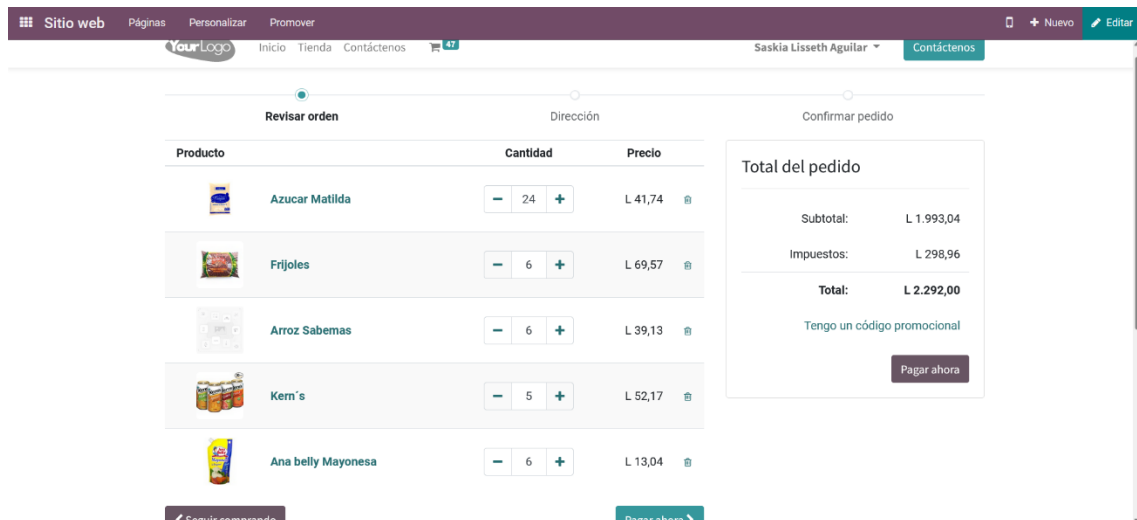 Sitio web Páginas Personalizar Promover + Nuevo Editar
YourLogo Inicio Tienda Contáctenos 47 Saskia Lisseth Aguilar Contáctenos
Revisar orden Dirección Confirmar pedido
Producto Cantidad Precio
Azucar Matilda − 24 + L 41,74
Frijoles − 6 + L 69,57
Arroz Sabemas − 6 + L 39,13
Kern´s − 5 + L 52,17
Ana belly Mayonesa − 6 + L 13,04
Seguir comprando Pagar ahora
Total del pedido
Subtotal: L 1.993,04
Impuestos: L 298,96
Total: L 2.292,00
Tengo un código promocional
Pagar ahora